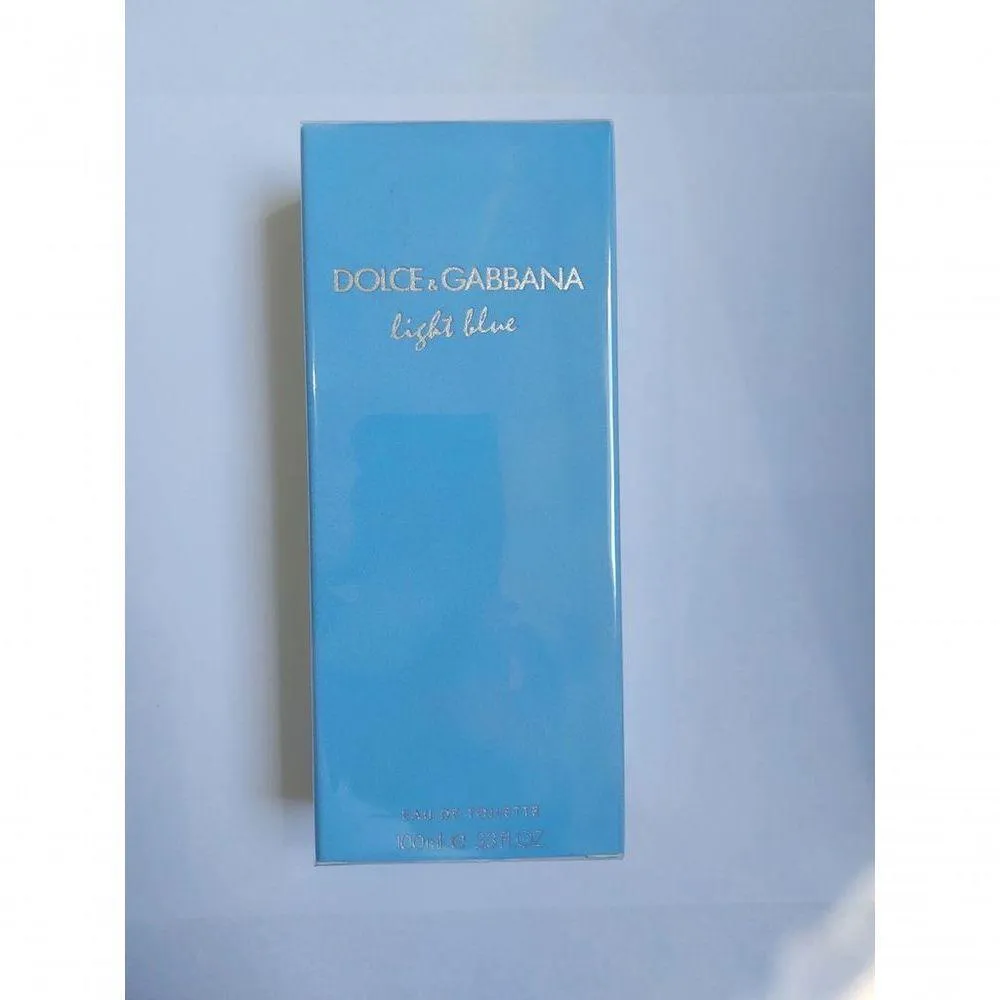 DOLCE & GABBANA
light blue
EAU DE TOILETTE
100ml ℮ 3.3 fl.OZ